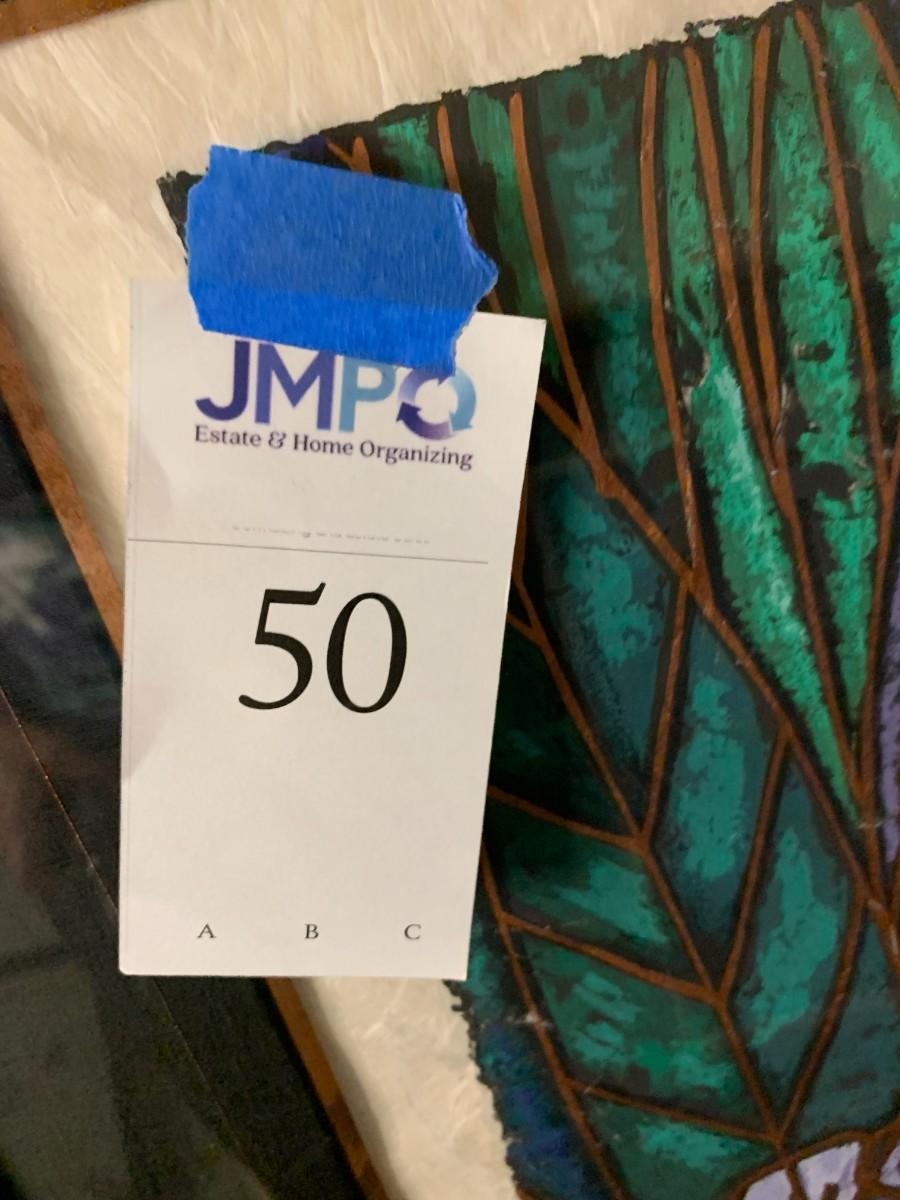 JMPO
Estate & Home Organizing
50
A B C